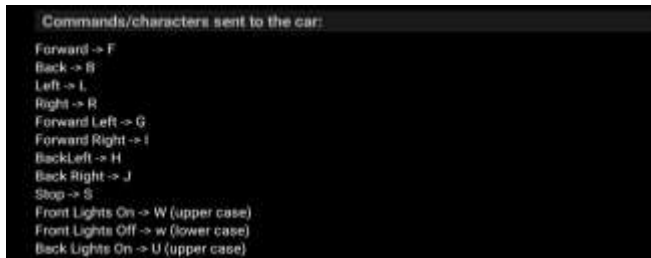 Commands/characters sent to the car:
Forward -> F
Back -> B
Left -> L
Right -> R
Forward Left -> G
Forward Right -> I
BackLeft -> H
Back Right -> J
Stop -> S
Front Lights On -> W (upper case)
Front Lights Off -> w (lower case)
Back Lights On -> U (upper case)